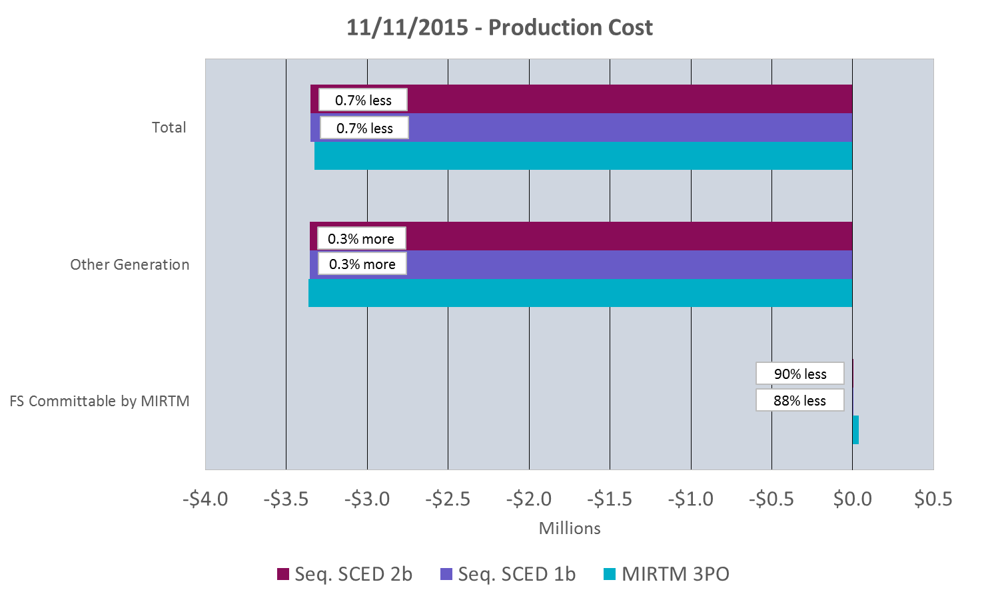 11/11/2015 - Production Cost
0.7% less
0.7% less
Total
0.3% more
0.3% more
Other Generation
90% less
88% less
FS Committable by MIRTM
-$4.0 -$3.5 -$3.0 -$2.5 -$2.0 -$1.5 -$1.0 -$0.5 $0.0 $0.5
Millions
Seq. SCED 2b Seq. SCED 1b MIRTM 3PO